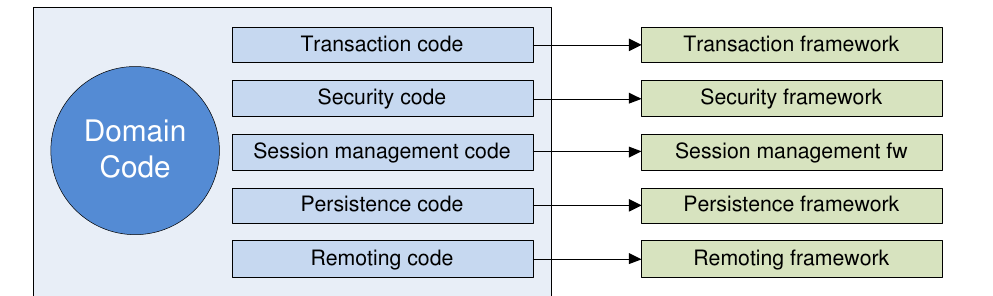 Transaction code
Transaction framework
Security code
Security framework
Domain
Code
Session management code
Session management fw
Persistence code
Persistence framework
Remoting code
Remoting framework